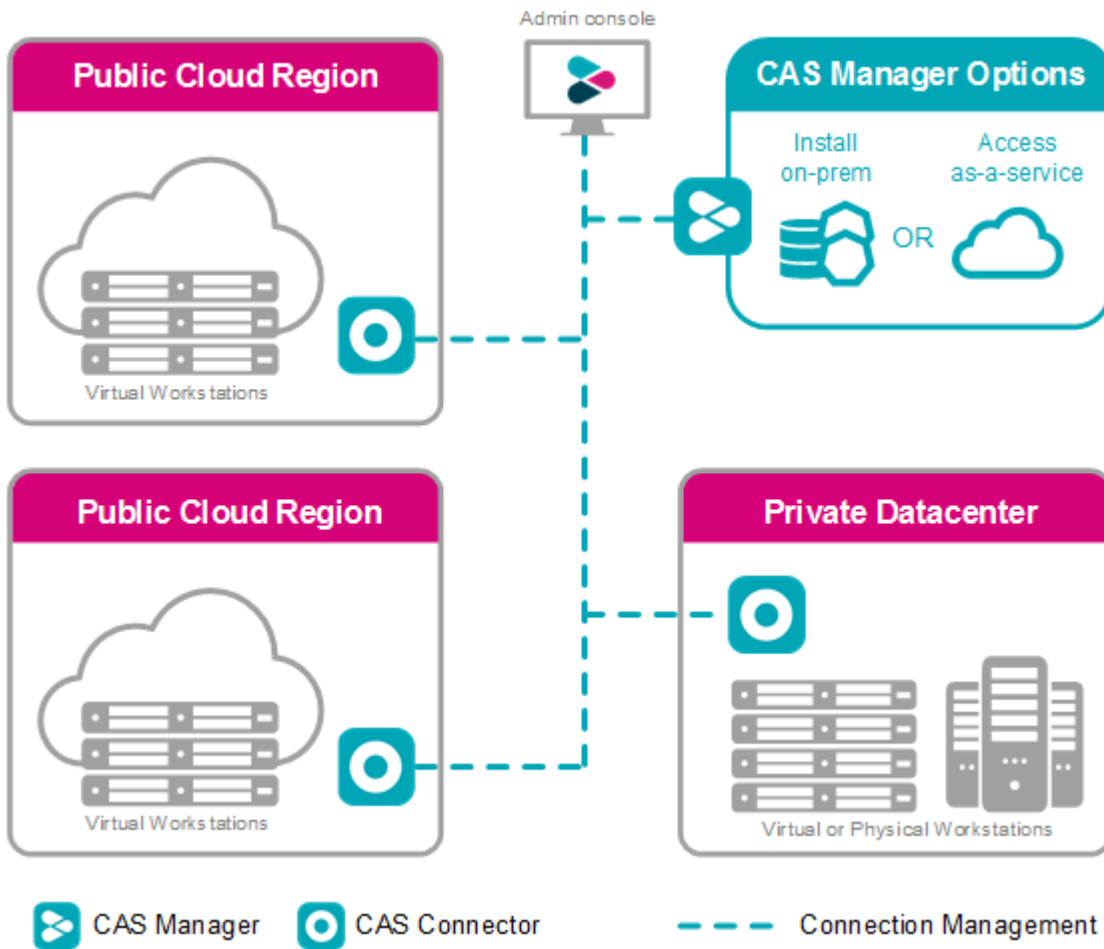 Admin console
Public Cloud Region
CAS Manager Options
Install
on-prem
Access
as-a-service
OR
Virtual Workstations
Public Cloud Region
Private Datacenter
Virtual Workstations
Virtual or Physical Workstations
CAS Manager
CAS Connector
Connection Management